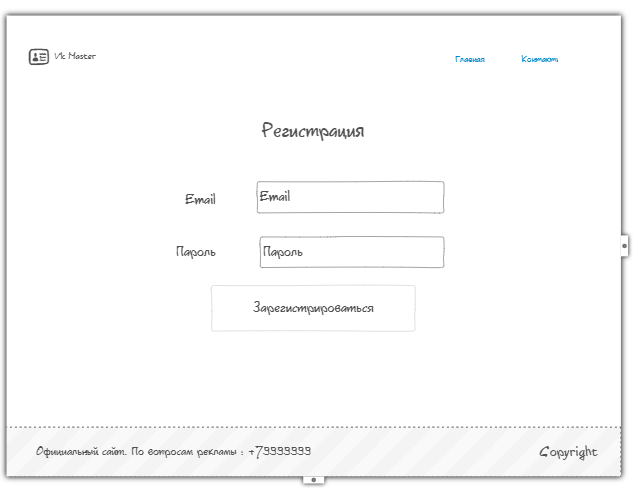 Vk Master
Главная
Контакт
Регистрация
Email
Email
Пароль
Пароль
Зарегистрироваться
Официальный сайт. По вопросам рекламы : +79999999
Copyright